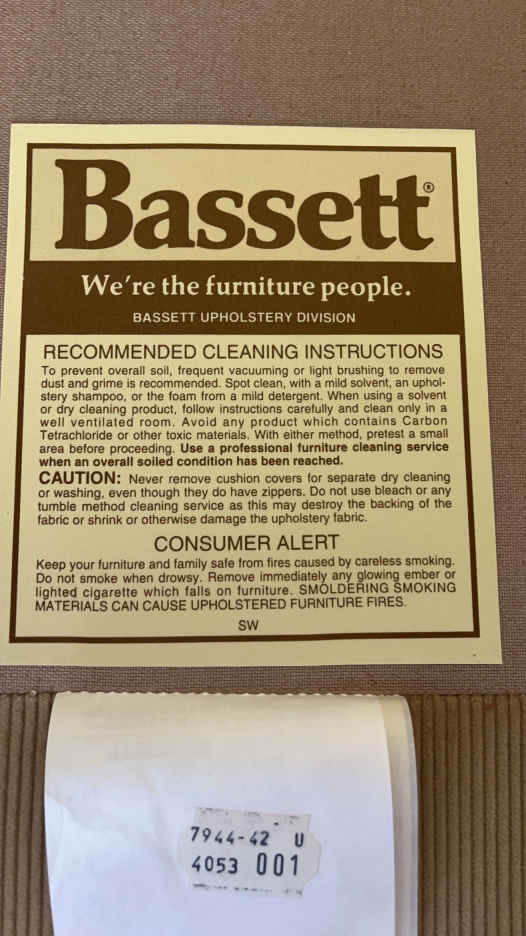 Bassett®
We're the furniture people.
BASSETT UPHOLSTERY DIVISION
RECOMMENDED CLEANING INSTRUCTIONS
To prevent overall soil, frequent vacuuming or light brushing to remove
dust and grime is recommended. Spot clean, with a mild solvent, an uphol-
stery shampoo, or the foam from a mild detergent. When using a solvent
or dry cleaning product, follow instructions carefully and clean only in a
well ventilated room. Avoid any product which contains Carbon
Tetrachloride or other toxic materials. With either method, pretest a small
area before proceeding. Use a professional furniture cleaning service
when an overall soiled condition has been reached.
CAUTION: Never remove cushion covers for separate dry cleaning
or washing, even though they do have zippers. Do not use bleach or any
tumble method cleaning service as this may destroy the backing of the
fabric or shrink or otherwise damage the upholstery fabric.
CONSUMER ALERT
Keep your furniture and family safe from fires caused by careless smoking.
Do not smoke when drowsy. Remove immediately any glowing ember or
lighted cigarette which falls on furniture. SMOLDERING SMOKING
MATERIALS CAN CAUSE UPHOLSTERED FURNITURE FIRES.
SW
7944-42 U
4053 001